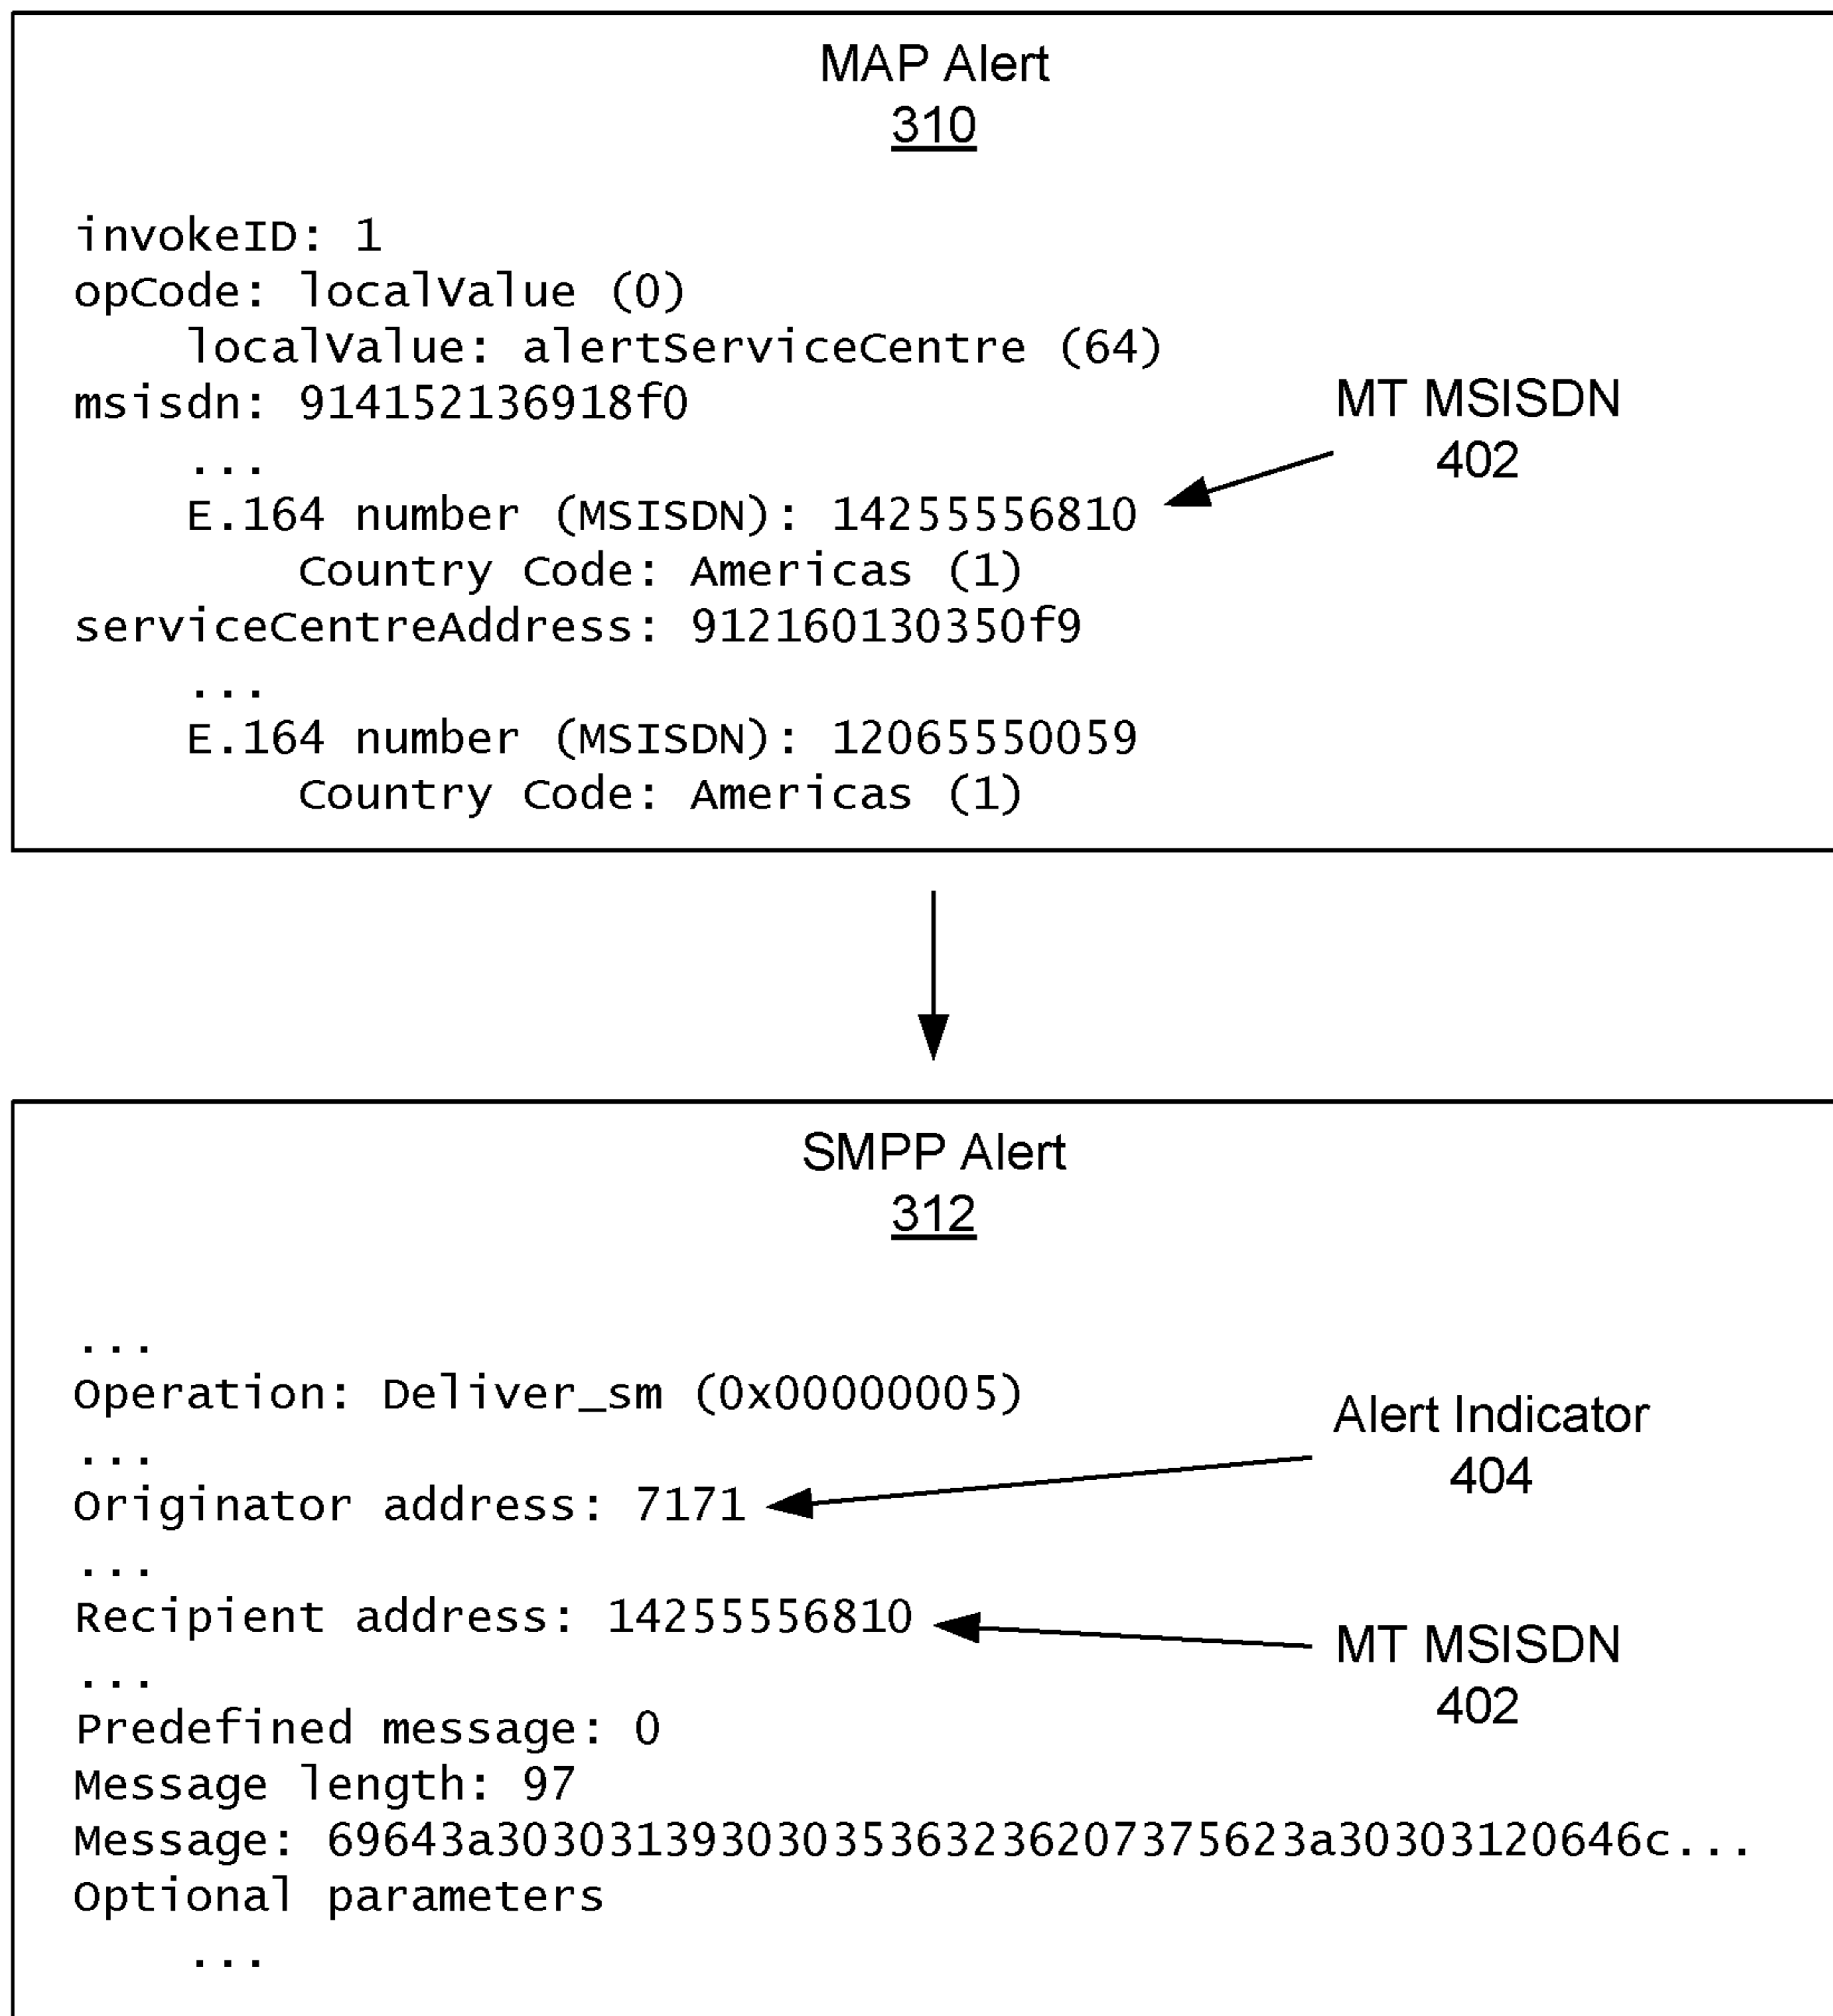 MAP Alert
310
invokeID: 1
opCode: localValue (0)
localValue: alertServiceCentre (64)
msisdn: 914152136918f0
MT MSISDN
402
...
E.164 number (MSISDN): 14255556810
Country Code: Americas (1)
serviceCentreAddress: 912160130350f9
...
E.164 number (MSISDN): 12065550059
Country Code: Americas (1)
SMPP Alert
312
...
Operation: Deliver_sm (0x00000005)
...
Alert Indicator
404
Originator address: 7171
...
Recipient address: 14255556810
MT MSISDN
402
...
Predefined message: 0
Message length: 97
Message: 69643a30303139303035363236207375623a30303120646c...
Optional parameters
...